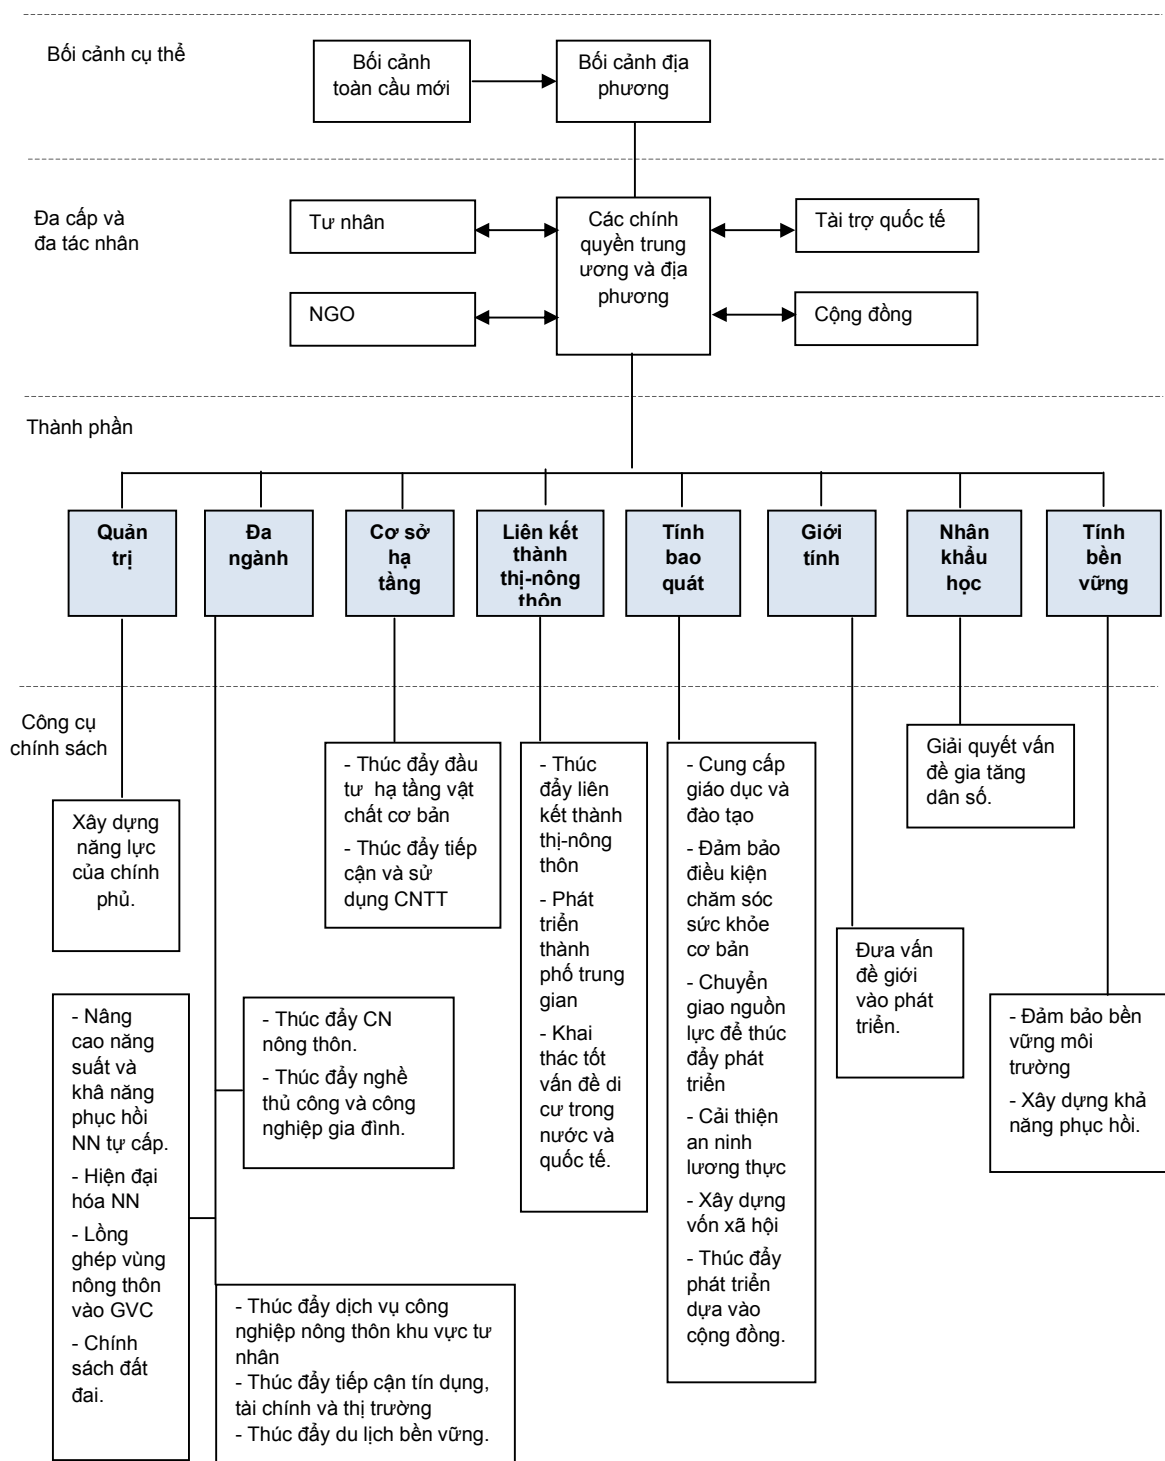 Bối cảnh cụ thể
Bối cảnh
toàn cầu mới
Bối cảnh địa
phương
Đa cấp và
đa tác nhân
Tư nhân
NGO
Các chính
quyền trung
ương và địa
phương
Tài trợ quốc tế
Cộng đồng
Thành phần
Quản
trị
Đa
ngành
Cơ sở
hạ
tầng
Liên kết
thành
thị-nông
thôn
Tính
bao
quát
Giới
tính
Nhân
khẩu
học
Tính
bền
vững
Công cụ
chính sách
Xây dựng
năng lực
của chính
phủ.
- Nâng
cao năng
suất và
khâ năng
phục hồi
NN tự cấp.
- Hiện đại
hóa NN
- Lồng
ghép vùng
nông thôn
vào GVC
- Chính
sách đất
đai.
- Thúc đẩy CN
nông thôn.
- Thúc đẩy nghề
thủ công và công
nghiệp gia đình.
- Thúc đẩy dịch vụ công
nghiệp nông thôn khu vực tư
nhân
- Thúc đẩy tiếp cận tín dụng,
tài chính và thị trường
- Thúc đẩy du lịch bền vững.
- Thúc đẩy đầu
tư hạ tầng vật
chất cơ bản
- Thúc đẩy tiếp
cận và sử
dụng CNTT
- Thúc
đẩy liên
kết thành
thị-nông
thôn
- Phát
triển
thành
phố trung
gian
- Khai
thác tốt
vấn đề di
cư trong
nước và
quốc tế.
- Cung cấp
giáo dục và
đào tạo
- Đảm bảo
điều kiện
chăm sóc
sức khỏe
cơ bản
- Chuyển
giao nguồn
lực để thúc
đẩy phát
triển
- Cải thiện
an ninh
lương thực
- Xây dựng
vốn xã hội
- Thúc đẩy
phát triển
dựa vào
cộng đồng.
Đưa vấn
đề giới
vào phát
triển.
Giải quyết vấn
đề gia tăng
dân số.
- Đảm bảo bền
vững môi
trường
- Xây dựng khả
năng phục hồi.